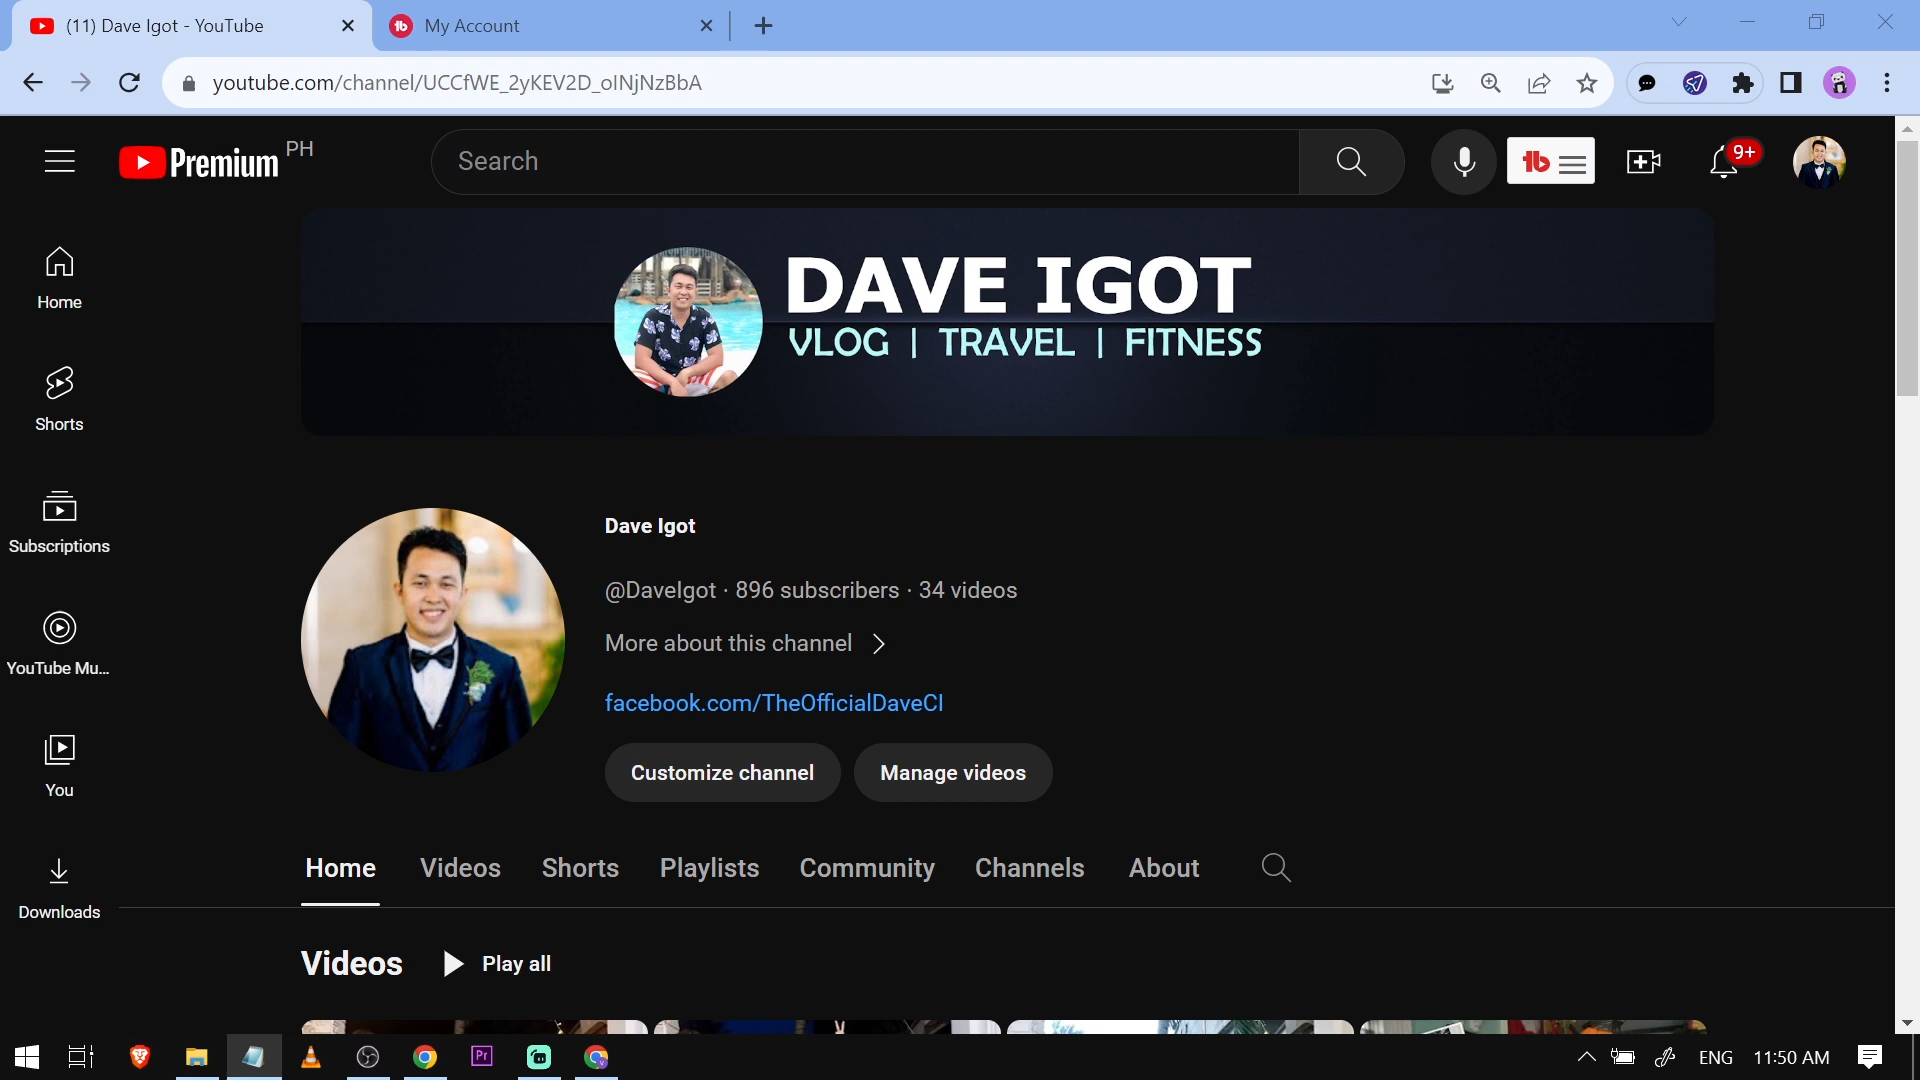 (11) Dave Igot - YouTube
My Account
youtube.com/channel/UCCfWE_2yKEV2D_oINjNzBbA
Premium PH
Search
9+
Home
Shorts
Subscriptions
YouTube Mu...
You
Downloads
DAVE IGOT
VLOG | TRAVEL | FITNESS
Dave Igot
@DaveIgot · 896 subscribers · 34 videos
More about this channel
facebook.com/TheOfficialDaveCI
Customize channel
Manage videos
Home
Videos
Shorts
Playlists
Community
Channels
About
Videos
Play all
Pr
ENG
11:50 AM